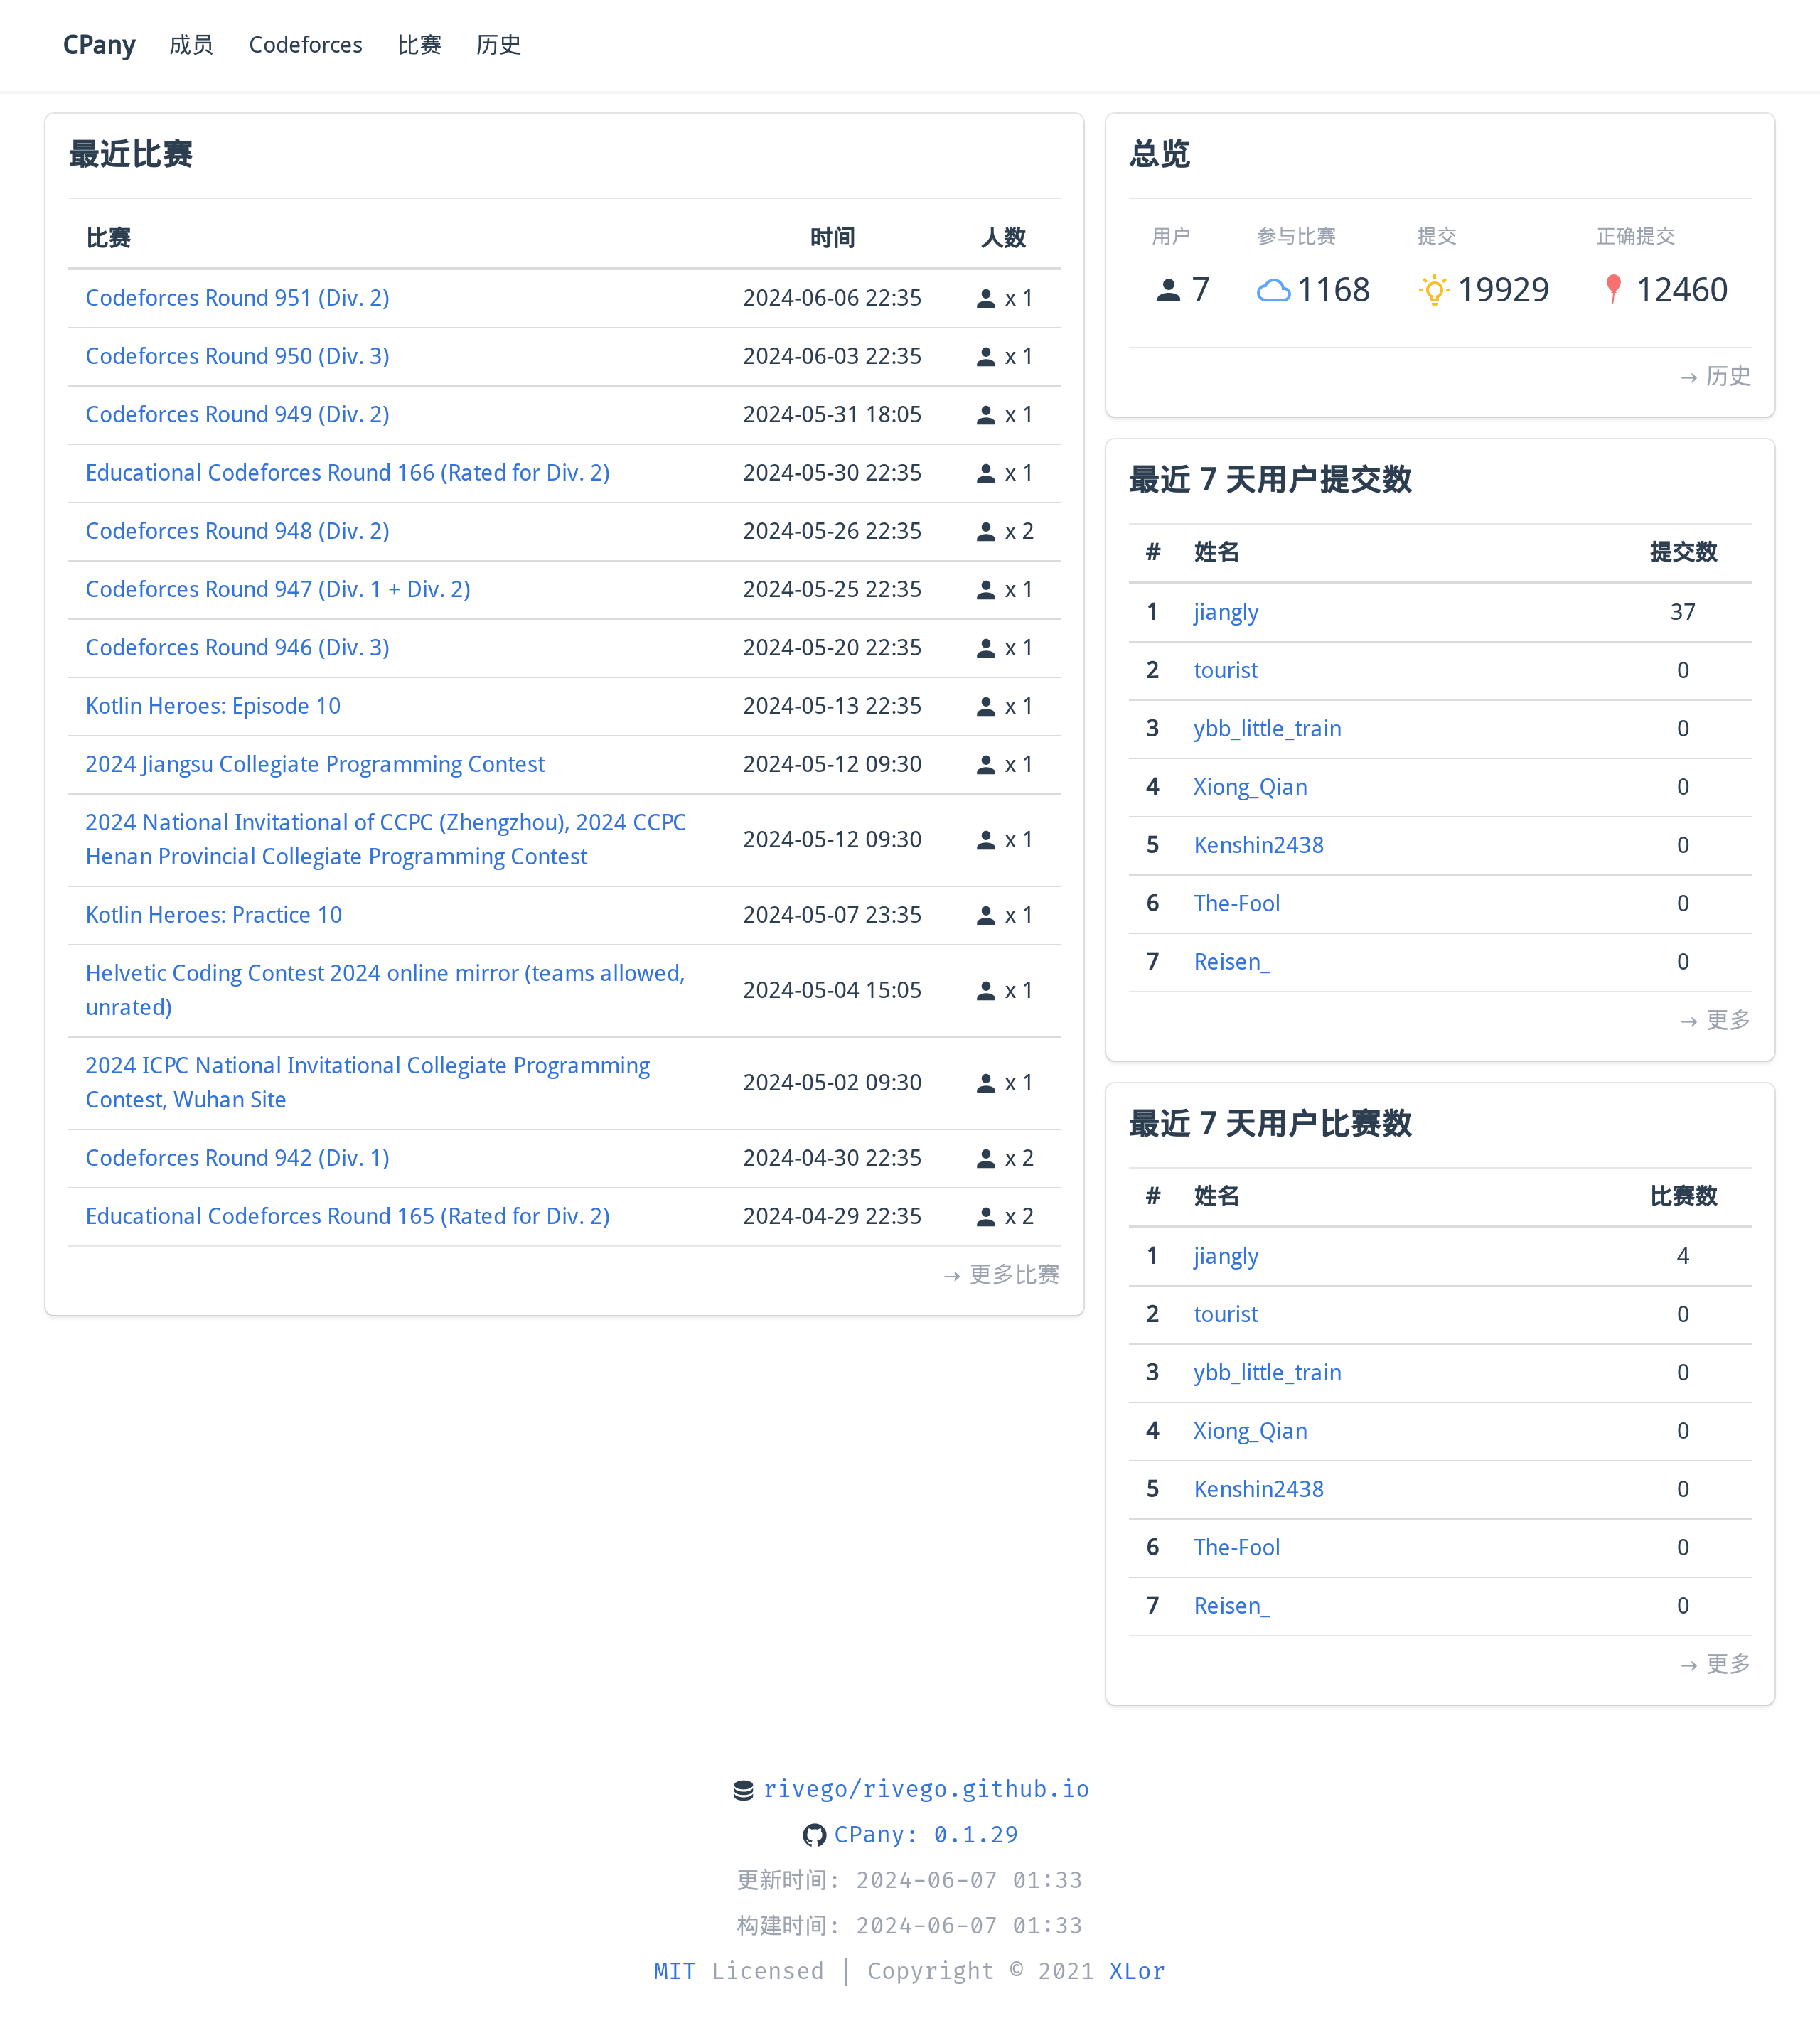 CPany 成员 Codeforces 比赛 历史
最近比赛
比赛 时间 人数
Codeforces Round 951 (Div. 2) 2024-06-06 22:35 x 1
Codeforces Round 950 (Div. 3) 2024-06-03 22:35 x 1
Codeforces Round 949 (Div. 2) 2024-05-31 18:05 x 1
Educational Codeforces Round 166 (Rated for Div. 2) 2024-05-30 22:35 x 1
Codeforces Round 948 (Div. 2) 2024-05-26 22:35 x 2
Codeforces Round 947 (Div. 1 + Div. 2) 2024-05-25 22:35 x 1
Codeforces Round 946 (Div. 3) 2024-05-20 22:35 x 1
Kotlin Heroes: Episode 10 2024-05-13 22:35 x 1
2024 Jiangsu Collegiate Programming Contest 2024-05-12 09:30 x 1
2024 National Invitational of CCPC (Zhengzhou), 2024 CCPC
Henan Provincial Collegiate Programming Contest 2024-05-12 09:30 x 1
Kotlin Heroes: Practice 10 2024-05-07 23:35 x 1
Helvetic Coding Contest 2024 online mirror (teams allowed,
unrated) 2024-05-04 15:05 x 1
2024 ICPC National Invitational Collegiate Programming
Contest, Wuhan Site 2024-05-02 09:30 x 1
Codeforces Round 942 (Div. 1) 2024-04-30 22:35 x 2
Educational Codeforces Round 165 (Rated for Div. 2) 2024-04-29 22:35 x 2
→ 更多比赛
总览
用户 参与比赛 提交 正确提交
7 1168 19929 12460
→ 历史
最近 7 天用户提交数
# 姓名 提交数
1 jiangly 37
2 tourist 0
3 ybb_little_train 0
4 Xiong_Qian 0
5 Kenshin2438 0
6 The-Fool 0
7 Reisen_ 0
→ 更多
最近 7 天用户比赛数
# 姓名 比赛数
1 jiangly 4
2 tourist 0
3 ybb_little_train 0
4 Xiong_Qian 0
5 Kenshin2438 0
6 The-Fool 0
7 Reisen_ 0
→ 更多
rivego/rivego.github.io
CPany: 0.1.29
更新时间: 2024-06-07 01:33
构建时间: 2024-06-07 01:33
MIT Licensed | Copyright © 2021 XLor